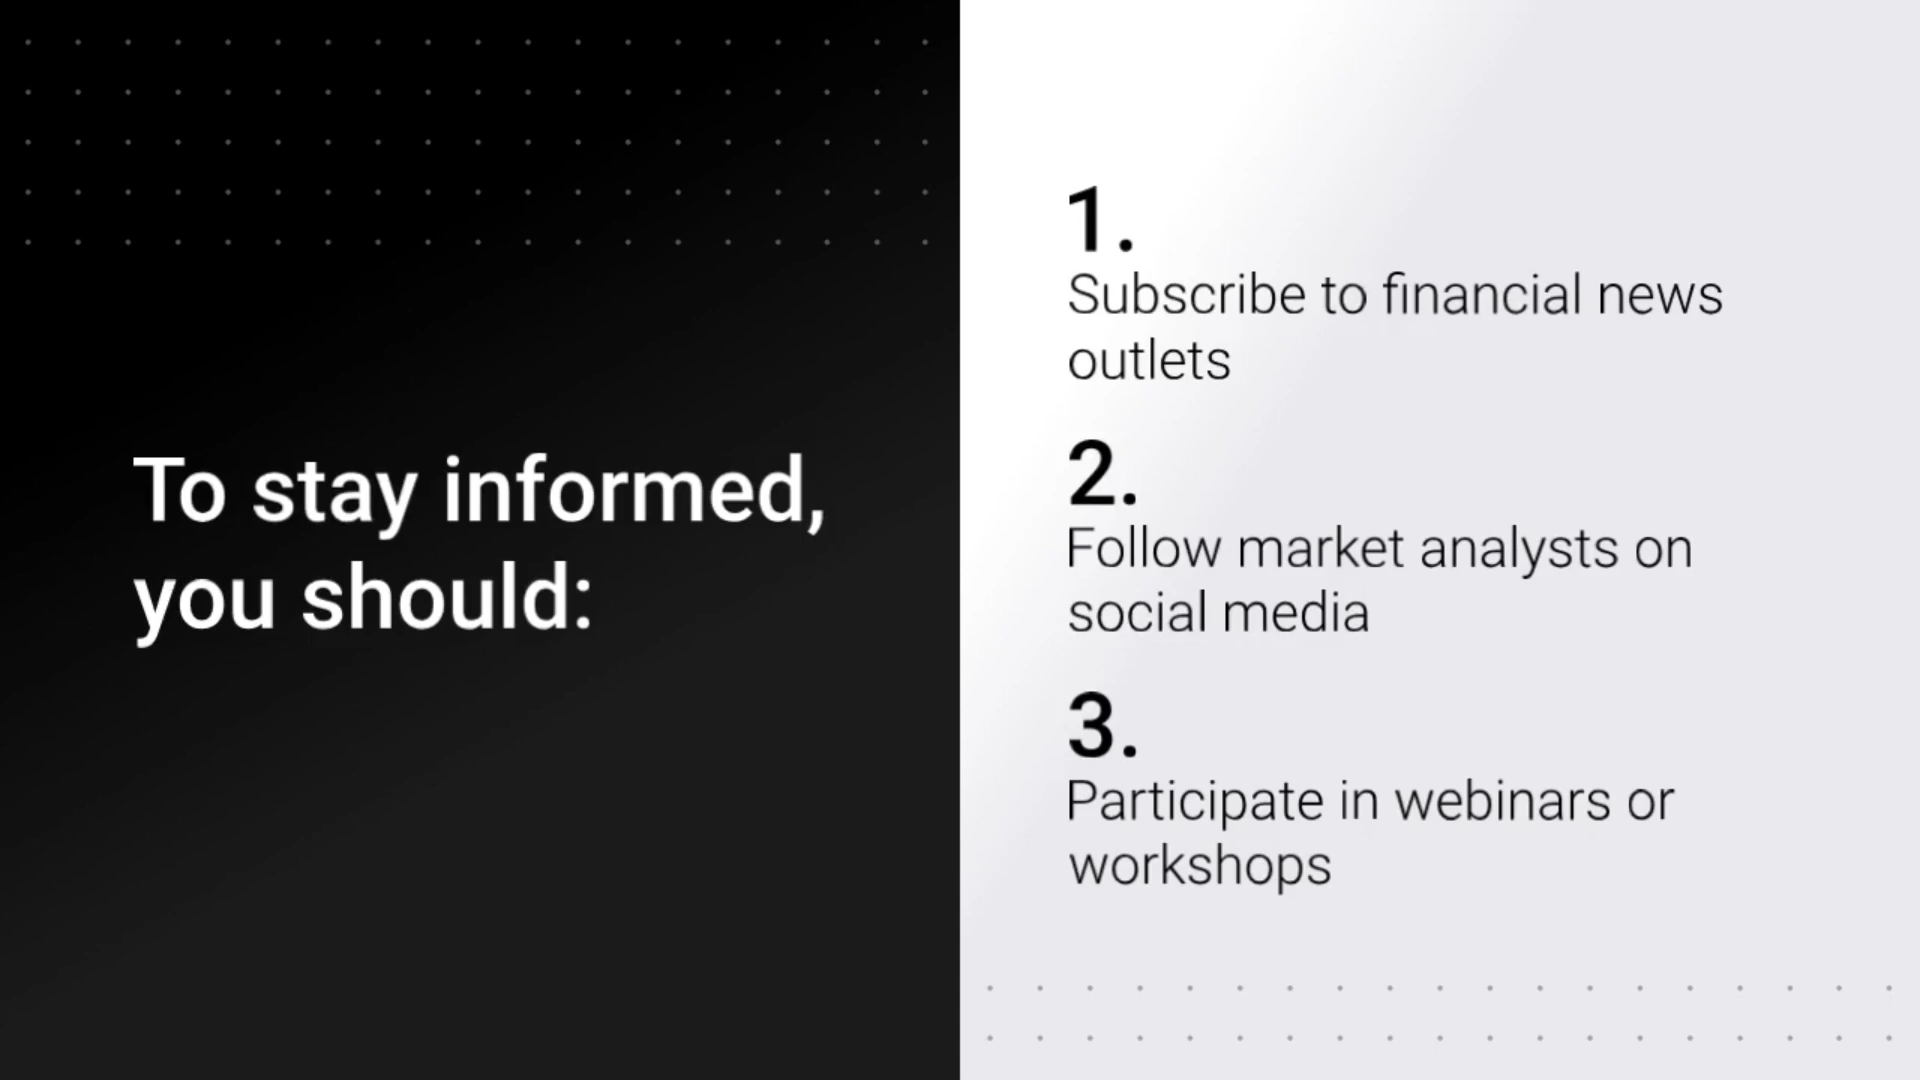 To stay informed,
you should:
1.
Subscribe to financial news
outlets
2.
Follow market analysts on
social media
3.
Participate in webinars or
workshops